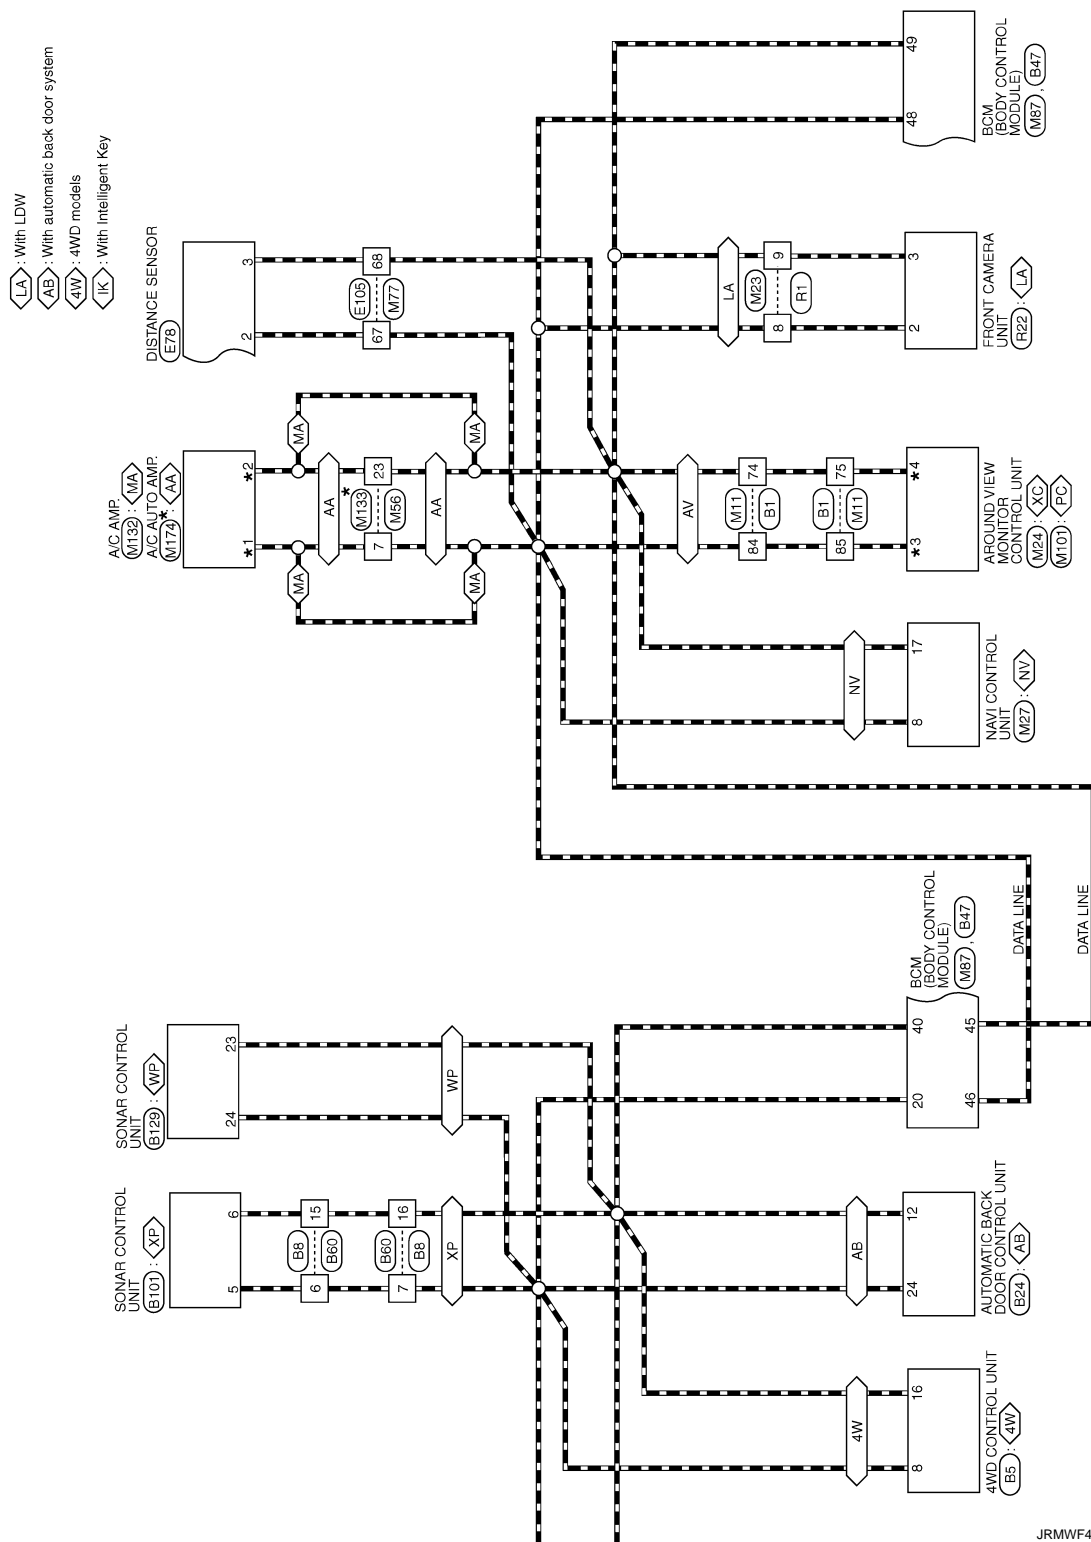 LA : With LDW
AB : With automatic back door system
4W : 4WD models
IK : With Intelligent Key
SONAR CONTROL
UNIT
B101 : XP
5
6
6
15
B8
B60
7
16
B60
B8
XP
SONAR CONTROL
UNIT
B129 : WP
24
23
WP
A/C AMP.
M132 : MA
A/C AUTO AMP.
M174* : AA
*1
*2
MA
MA
AA
7
23
*
M133
M56
AA
MA
MA
DISTANCE SENSOR
E78
2
3
67
68
E105
M77
4W
8
16
4WD CONTROL UNIT
B5 : 4W
AB
24
12
AUTOMATIC BACK
DOOR CONTROL UNIT
B24 : AB
20
40
46
45
BCM
(BODY CONTROL
MODULE)
M87 , B47
DATA LINE
DATA LINE
NV
8
17
NAVI CONTROL
UNIT
M27 : NV
AV
84
74
M11
B1
85
75
B1
M11
*3
*4
AROUND VIEW
MONITOR
CONTROL UNIT
M24 : XC
M101 : PC
LA
8
9
M23
R1
2
3
FRONT CAMERA
UNIT
R22 : LA
48
49
BCM
(BODY CONTROL
MODULE)
M87 , B47
JRMWF4